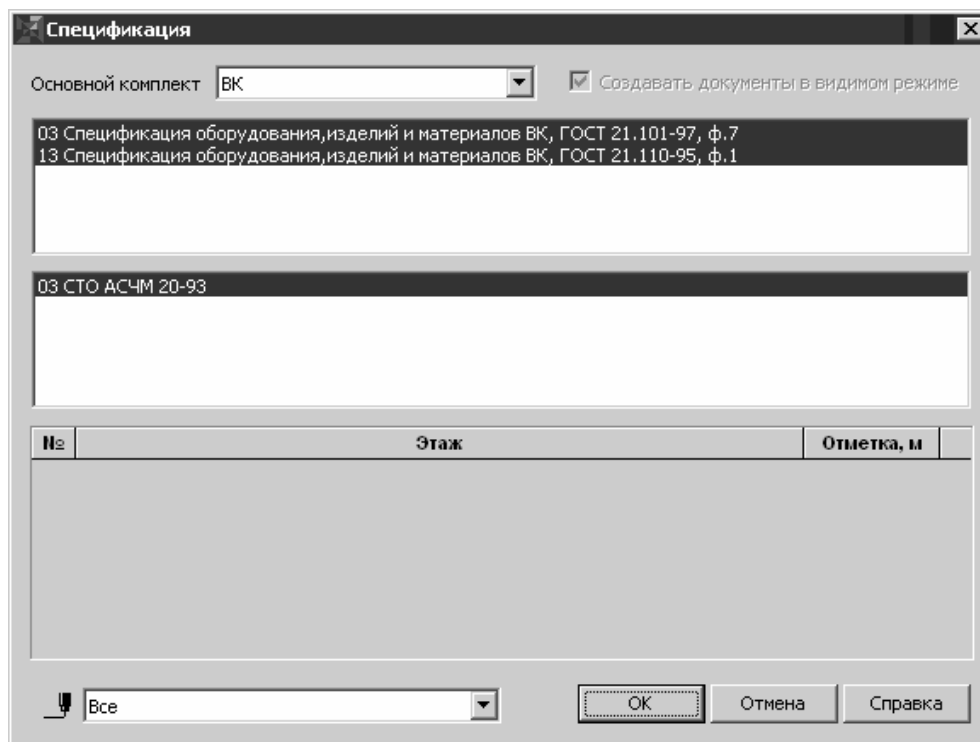 Спецификация
Основной комплект ВК Создавать документы в видимом режиме
03 Спецификация оборудования,изделий и материалов ВК, ГОСТ 21.101-97, ф.7
13 Спецификация оборудования,изделий и материалов ВК, ГОСТ 21.110-95, ф.1
03 СТО АСЧМ 20-93
№ Этаж Отметка, м
Все OK Отмена Справка